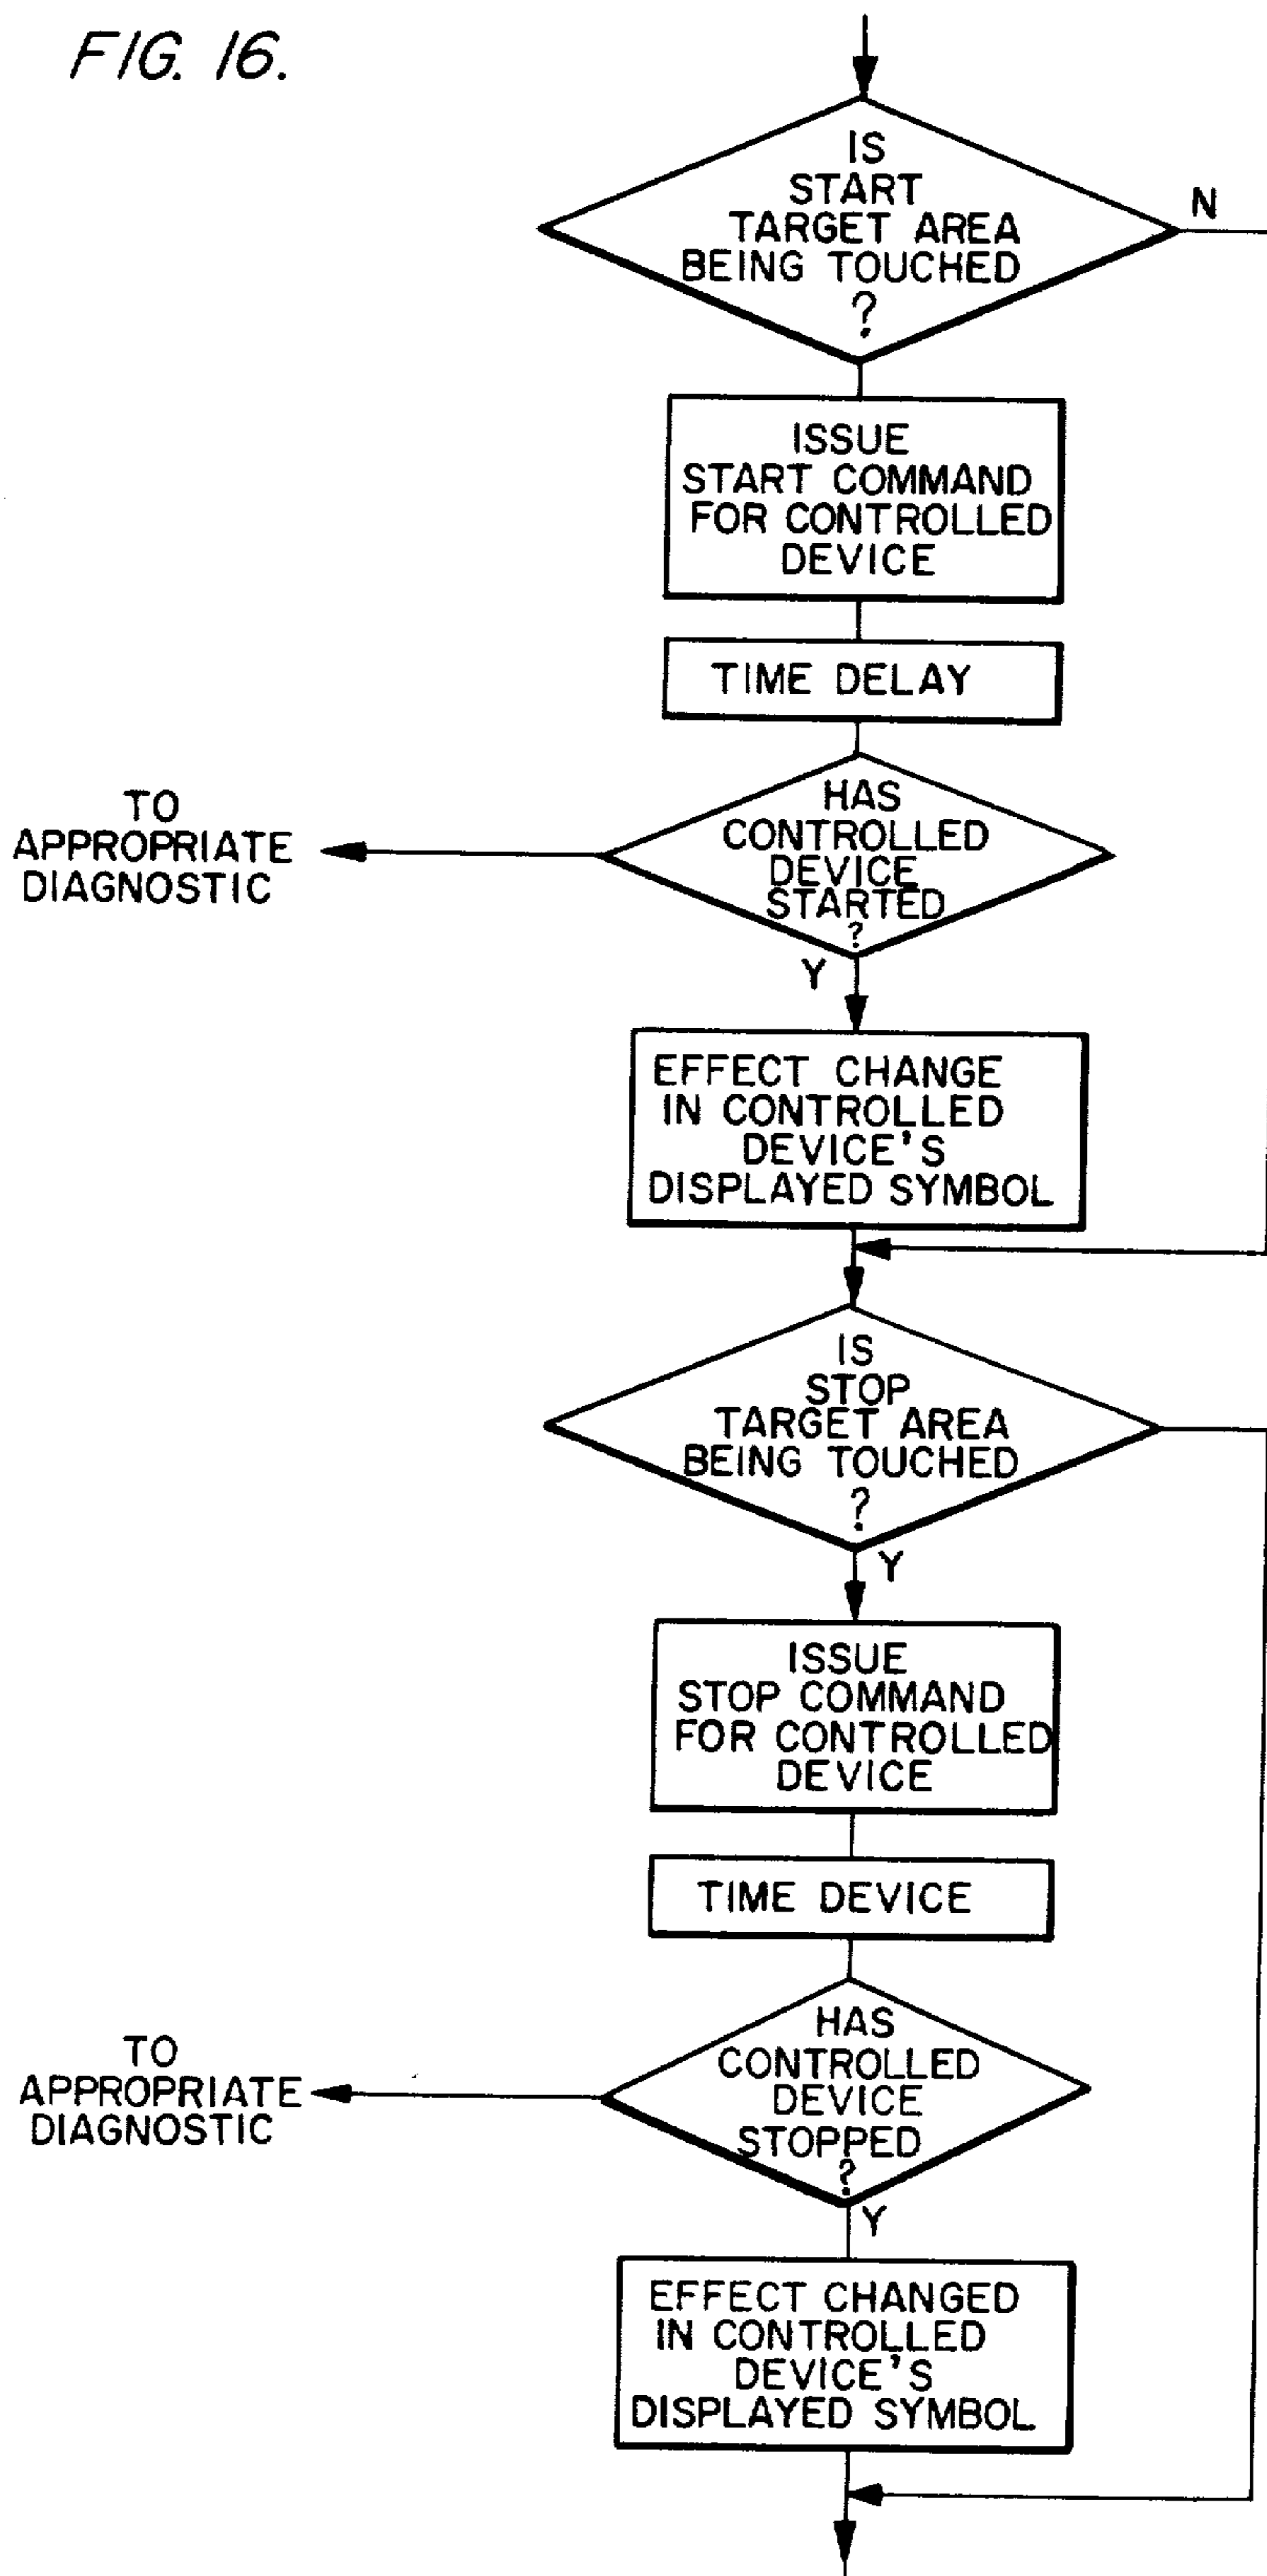 FIG. 16.
IS
START
TARGET AREA
BEING TOUCHED
?
N
ISSUE
START COMMAND
FOR CONTROLLED
DEVICE
TIME DELAY
HAS
CONTROLLED
DEVICE
STARTED
?
TO
APPROPRIATE
DIAGNOSTIC
Y
EFFECT CHANGE
IN CONTROLLED
DEVICE'S
DISPLAYED SYMBOL
IS
STOP
TARGET AREA
BEING TOUCHED
?
Y
ISSUE
STOP COMMAND
FOR CONTROLLED
DEVICE
TIME DEVICE
HAS
CONTROLLED
DEVICE
STOPPED
?
TO
APPROPRIATE
DIAGNOSTIC
Y
EFFECT CHANGED
IN CONTROLLED
DEVICE'S
DISPLAYED SYMBOL